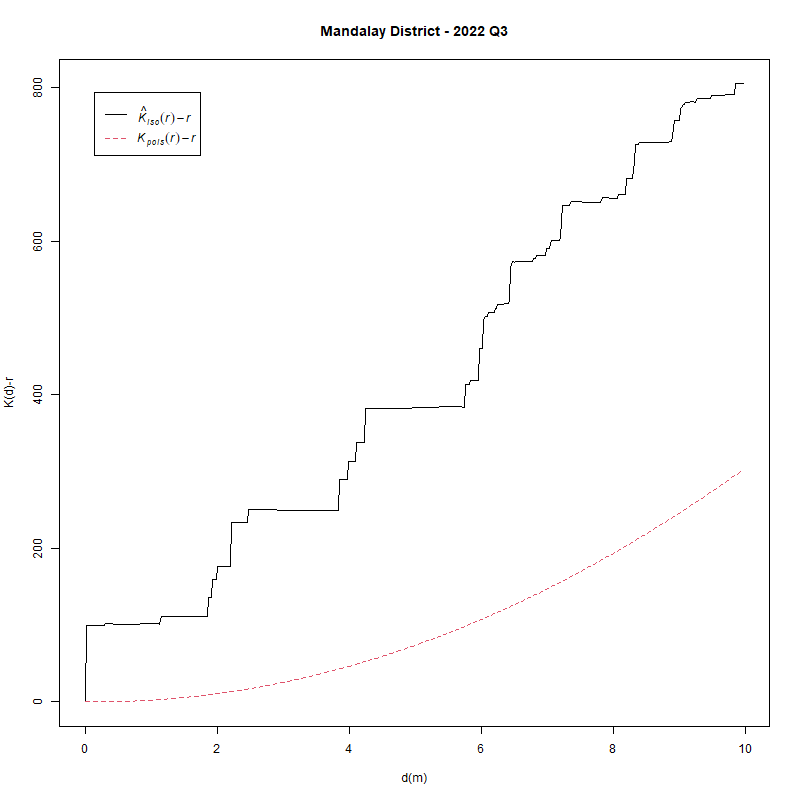 Mandalay District - 2022 Q3
K̂iso(r) − r
Kpois(r) − r
K(d)-r
800
600
400
200
0
0 2 4 6 8 10
d(m)